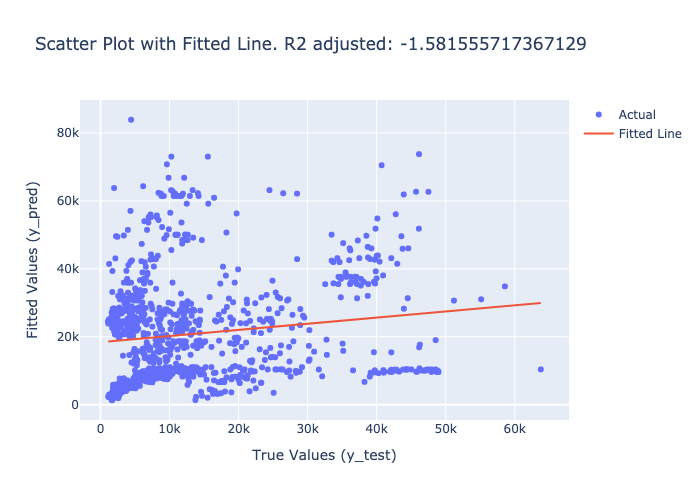 Scatter Plot with Fitted Line. R2 adjusted: -1.581555717367129
Actual
Fitted Line
80k
60k
40k
20k
0
Fitted Values (y_pred)
0
10k
20k
30k
40k
50k
60k
True Values (y_test)